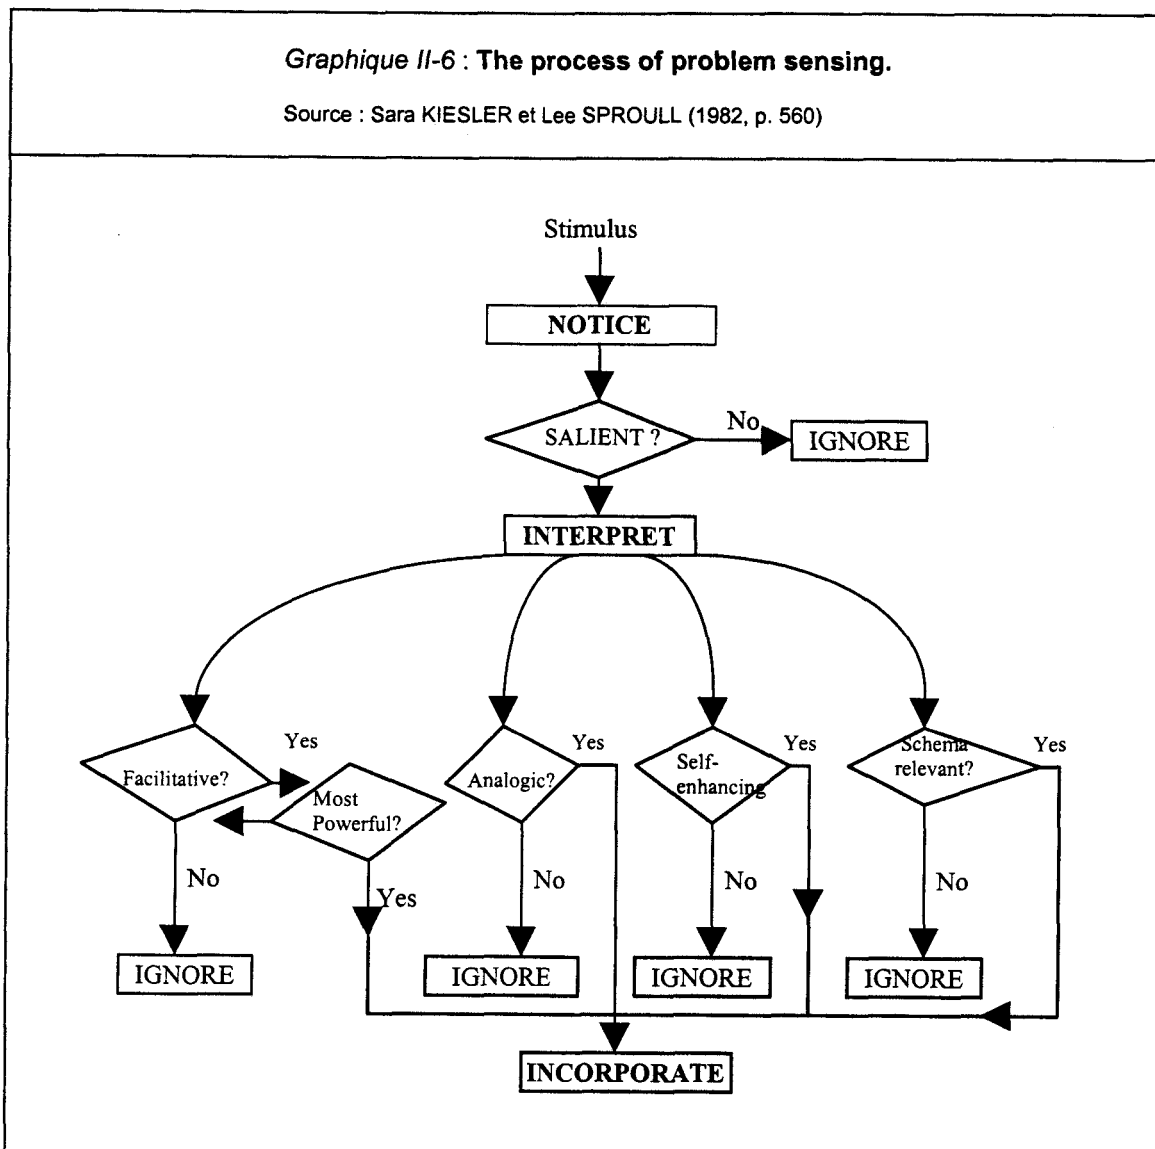 Graphique II-6 : The process of problem sensing.
Source : Sara KIESLER et Lee SPROULL (1982, p. 560)
Stimulus
NOTICE
SALIENT ?
No
IGNORE
INTERPRET
Facilitative?
Yes
Most
Powerful?
Analogic?
Yes
Self-
enhancing
Yes
Schema
relevant?
Yes
No
Yes
No
No
No
IGNORE
IGNORE
IGNORE
IGNORE
INCORPORATE